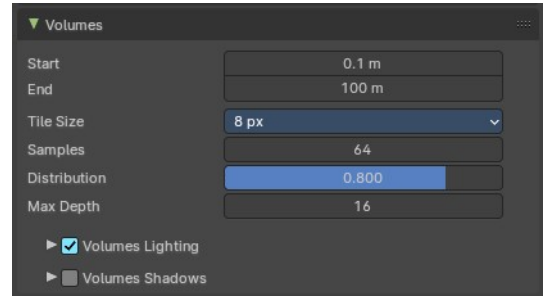 Volumes
Start 0.1 m
End 100 m
Tile Size 8 px
Samples 64
Distribution 0.800
Max Depth 16
Volumes Lighting
Volumes Shadows